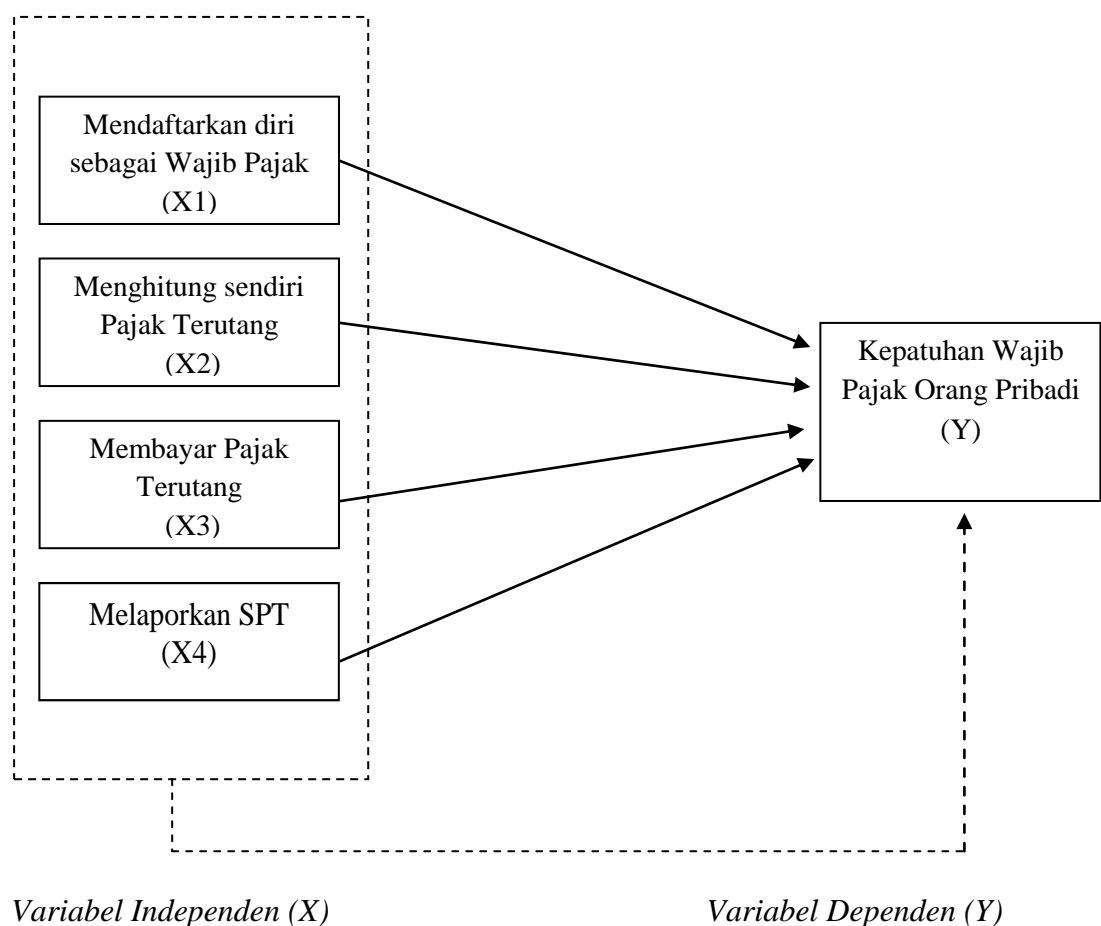 Mendaftarkan diri
sebagai Wajib Pajak
(X1)
Menghitung sendiri
Pajak Terutang
(X2)
Membayar Pajak
Terutang
(X3)
Melaporkan SPT
(X4)
Kepatuhan Wajib
Pajak Orang Pribadi
(Y)
Variabel Independen (X)
Variabel Dependen (Y)